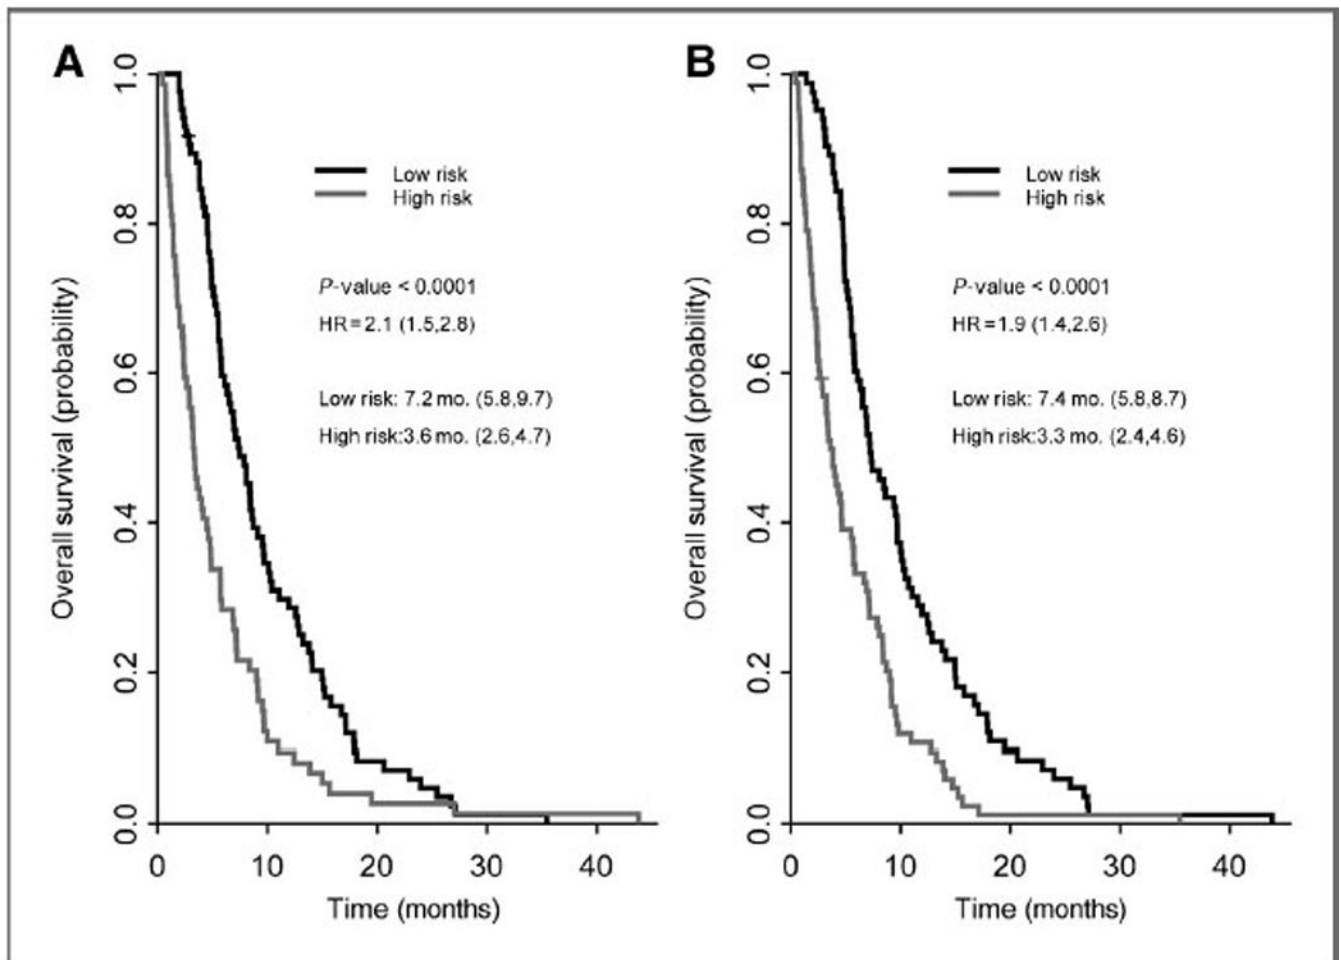 A
Overall survival (probability)
1.0
0.8
0.6
0.4
0.2
0.0
Low risk
High risk
P-value < 0.0001
HR=2.1 (1.5,2.8)
Low risk: 7.2 mo. (5.8,9.7)
High risk:3.6 mo. (2.6,4.7)
0 10 20 30 40
Time (months)
B
Overall survival (probability)
1.0
0.8
0.6
0.4
0.2
0.0
Low risk
High risk
P-value < 0.0001
HR=1.9 (1.4,2.6)
Low risk: 7.4 mo. (5.8,8.7)
High risk:3.3 mo. (2.4,4.6)
0 10 20 30 40
Time (months)